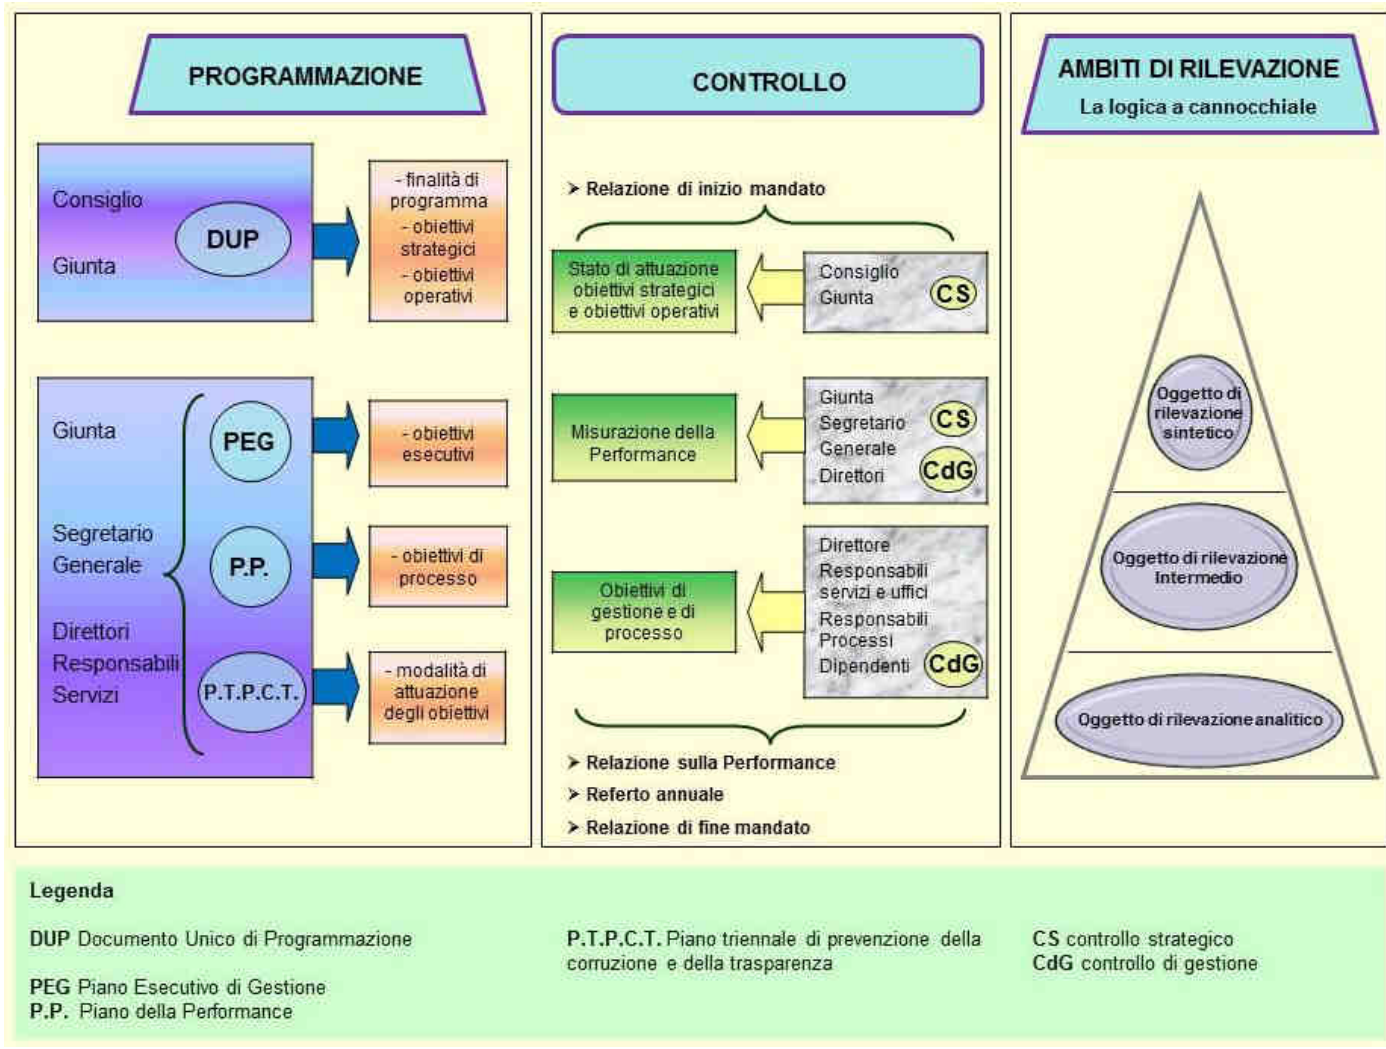 PROGRAMMAZIONE
Consiglio
Giunta
DUP
- finalità di
programma
- obiettivi
strategici
- obiettivi
operativi
Giunta
Segretario
Generale
Direttori
Responsabili
Servizi
PEG
P.P.
P.T.P.C.T.
- obiettivi
esecutivi
- obiettivi di
processo
- modalità di
attuazione
degli obiettivi
CONTROLLO
➤ Relazione di inizio mandato
Stato di attuazione
obiettivi strategici
e obiettivi operativi
Consiglio
Giunta
CS
Misurazione della
Performance
Giunta
Segretario
Generale
Direttori
CS
CdG
Obiettivi di
gestione e di
processo
Direttore
Responsabili
servizi e uffici
Responsabili
Processi
Dipendenti
CdG
➤ Relazione sulla Performance
➤ Referto annuale
➤ Relazione di fine mandato
AMBITI DI RILEVAZIONE
La logica a cannocchiale
Oggetto di
rilevazione
sintetico
Oggetto di rilevazione
Intermedio
Oggetto di rilevazione analitico
Legenda
DUP Documento Unico di Programmazione
PEG Piano Esecutivo di Gestione
P.P. Piano della Performance
P.T.P.C.T. Piano triennale di prevenzione della
corruzione e della trasparenza
CS controllo strategico
CdG controllo di gestione